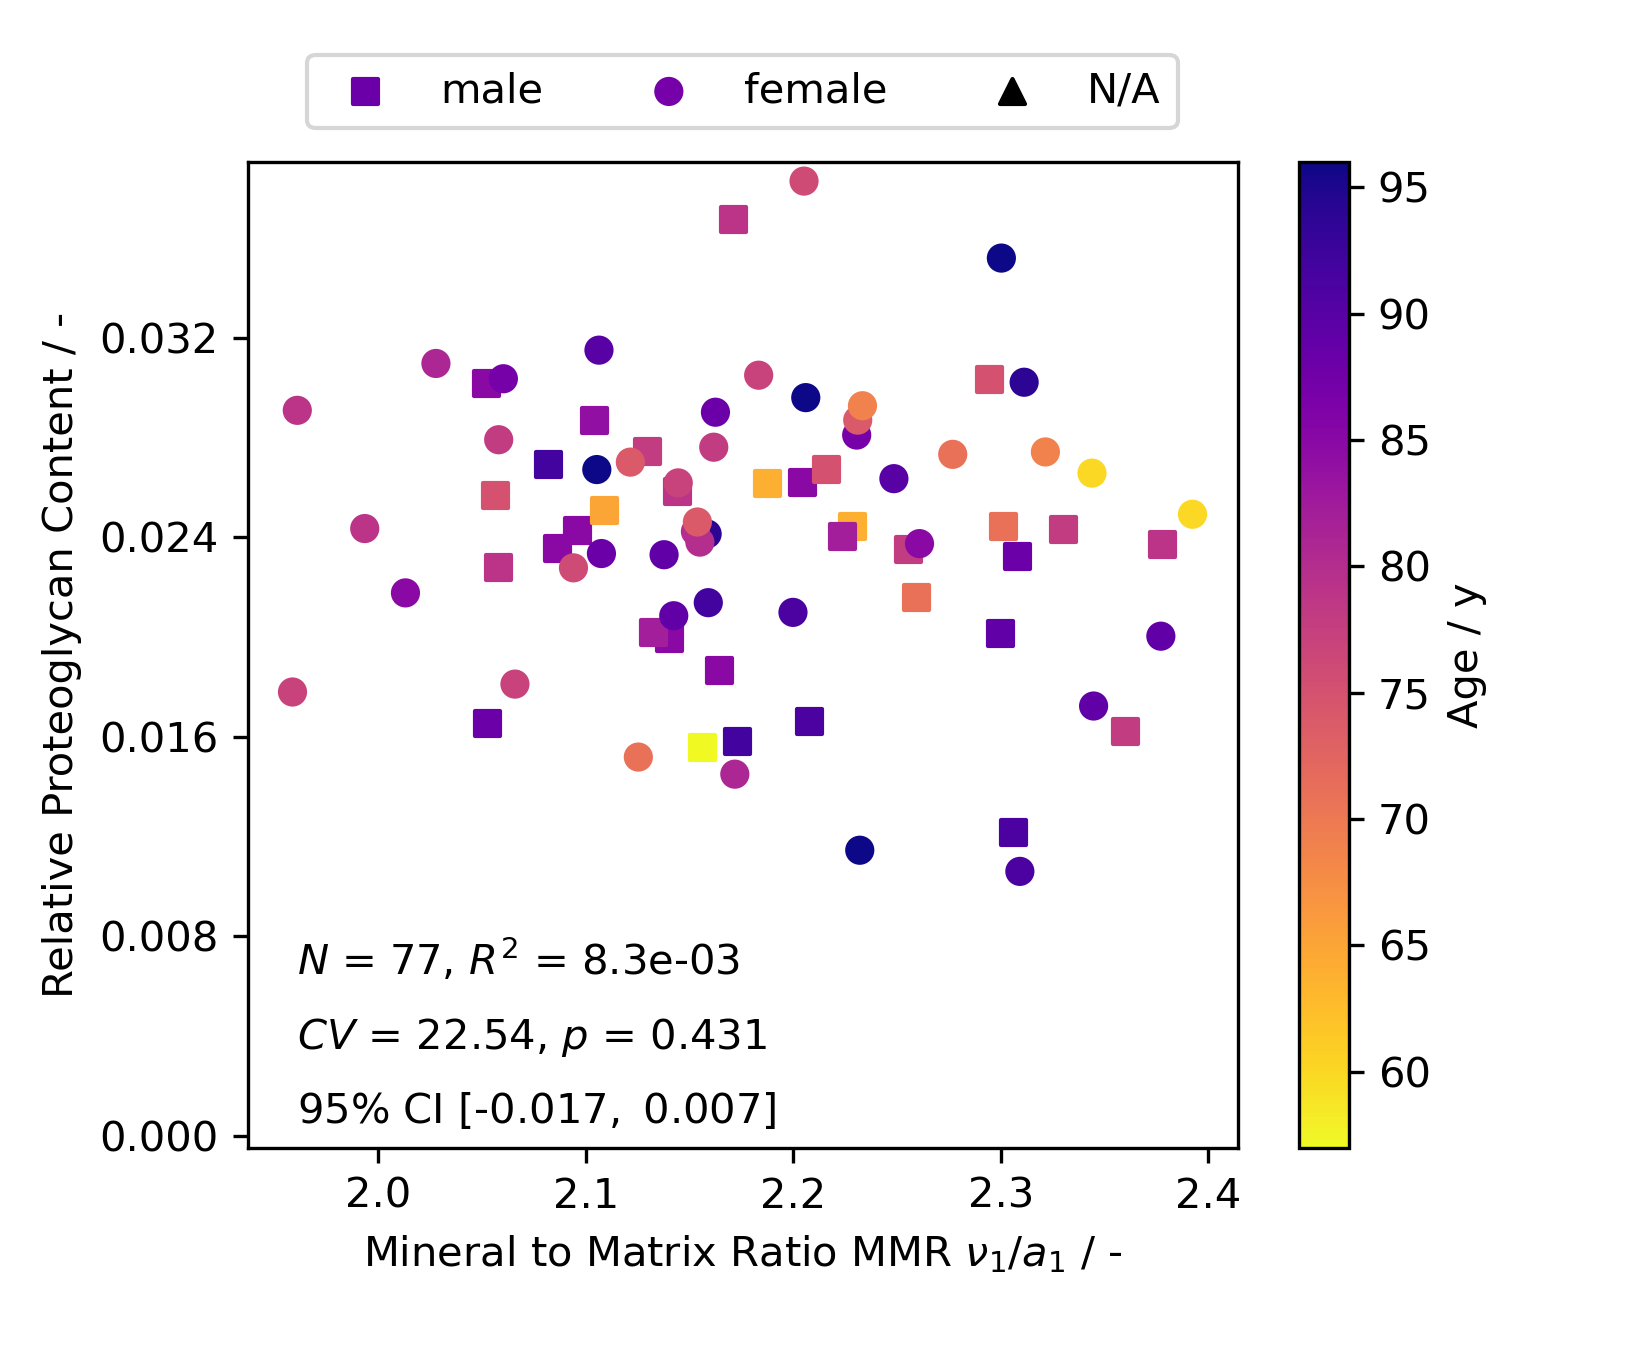 male female N/A
0.032
0.024
0.016
0.008
0.000
Relative Proteoglycan Content / -
N = 77, R² = 8.3e-03
CV = 22.54, p = 0.431
95% CI [-0.017, 0.007]
2.0 2.1 2.2 2.3 2.4
Mineral to Matrix Ratio MMR ν₁/a₁ / -
95
90
85
80
75
70
65
60
Age / y